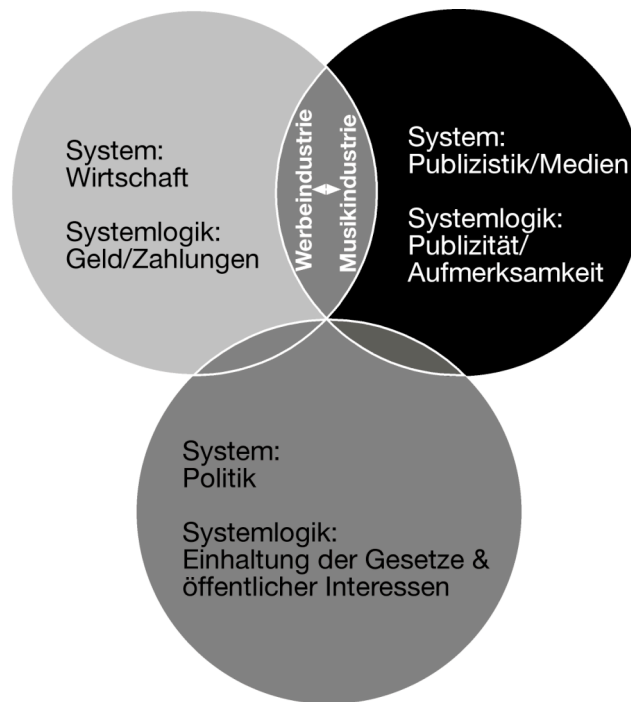 System:
Wirtschaft
Systemlogik:
Geld/Zahlungen
Werbeindustrie
Musikindustrie
System:
Publizistik/Medien
Systemlogik:
Publizität/
Aufmerksamkeit
System:
Politik
Systemlogik:
Einhaltung der Gesetze &
öffentlicher Interessen